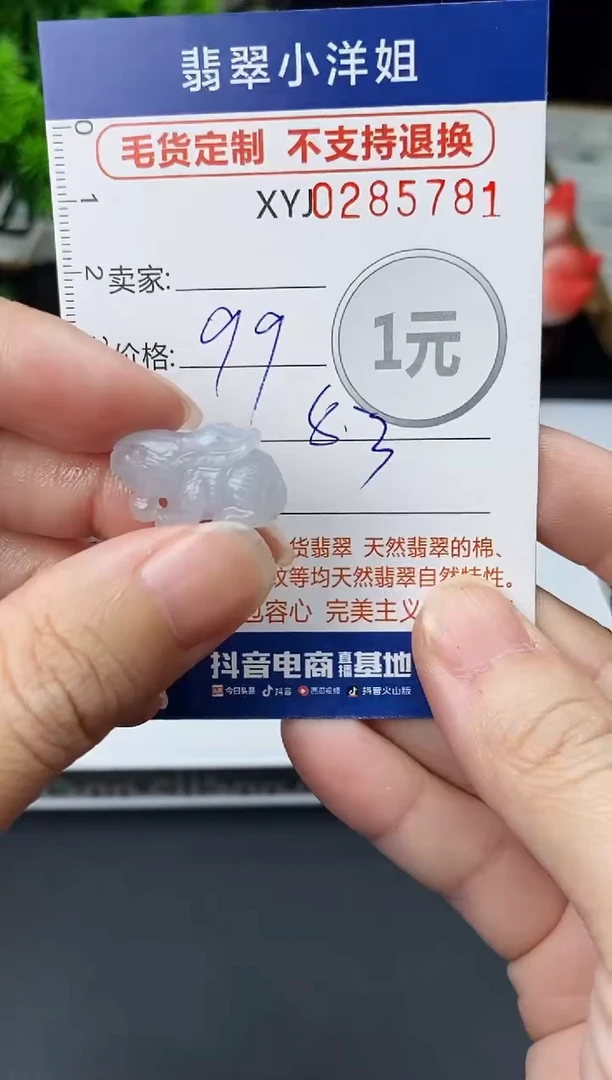 翡翠小洋姐
毛货定制 不支持退换
XYJ0285781
0
1
2
卖家:
1元
价格: 99
8.3
货翡翠 天然翡翠的棉、
纹等均天然翡翠自然特性。
包容心 完美主义
抖音电商直播基地
今日头条 抖音 西瓜视频 抖音火山版